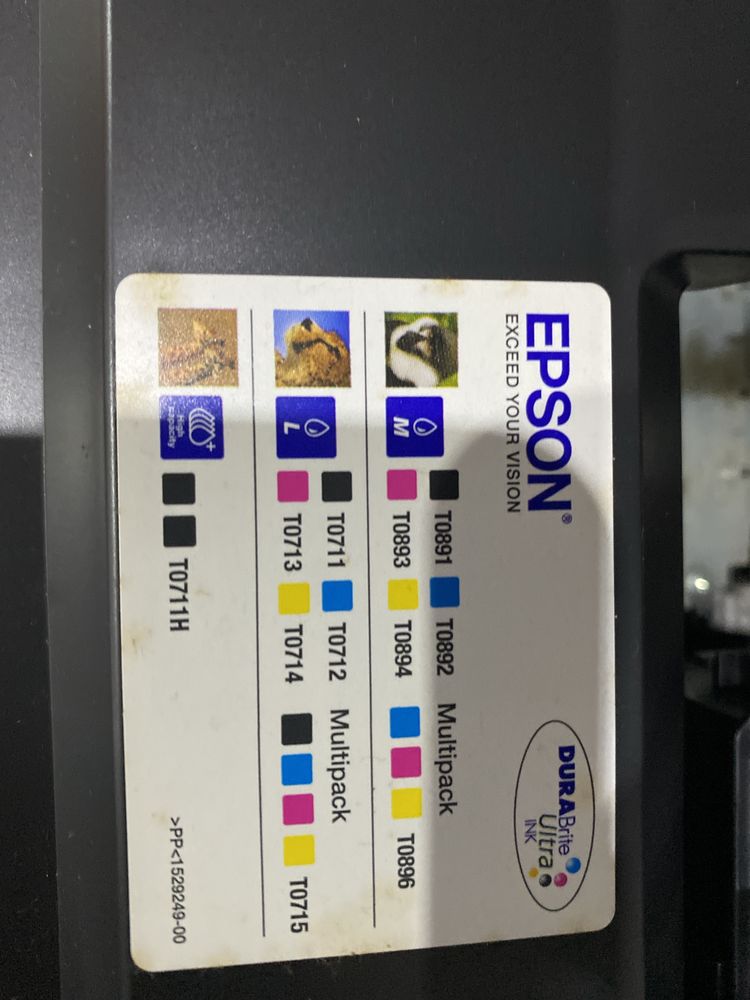 EPSON®
EXCEED YOUR VISION
DURABrite
Ultra
INK
M
T0891 T0892 Multipack
T0893 T0894 T0896
L
T0711 T0712 Multipack
T0713 T0714 T0715
High
capacity
T0711H
>PP<1529249-00